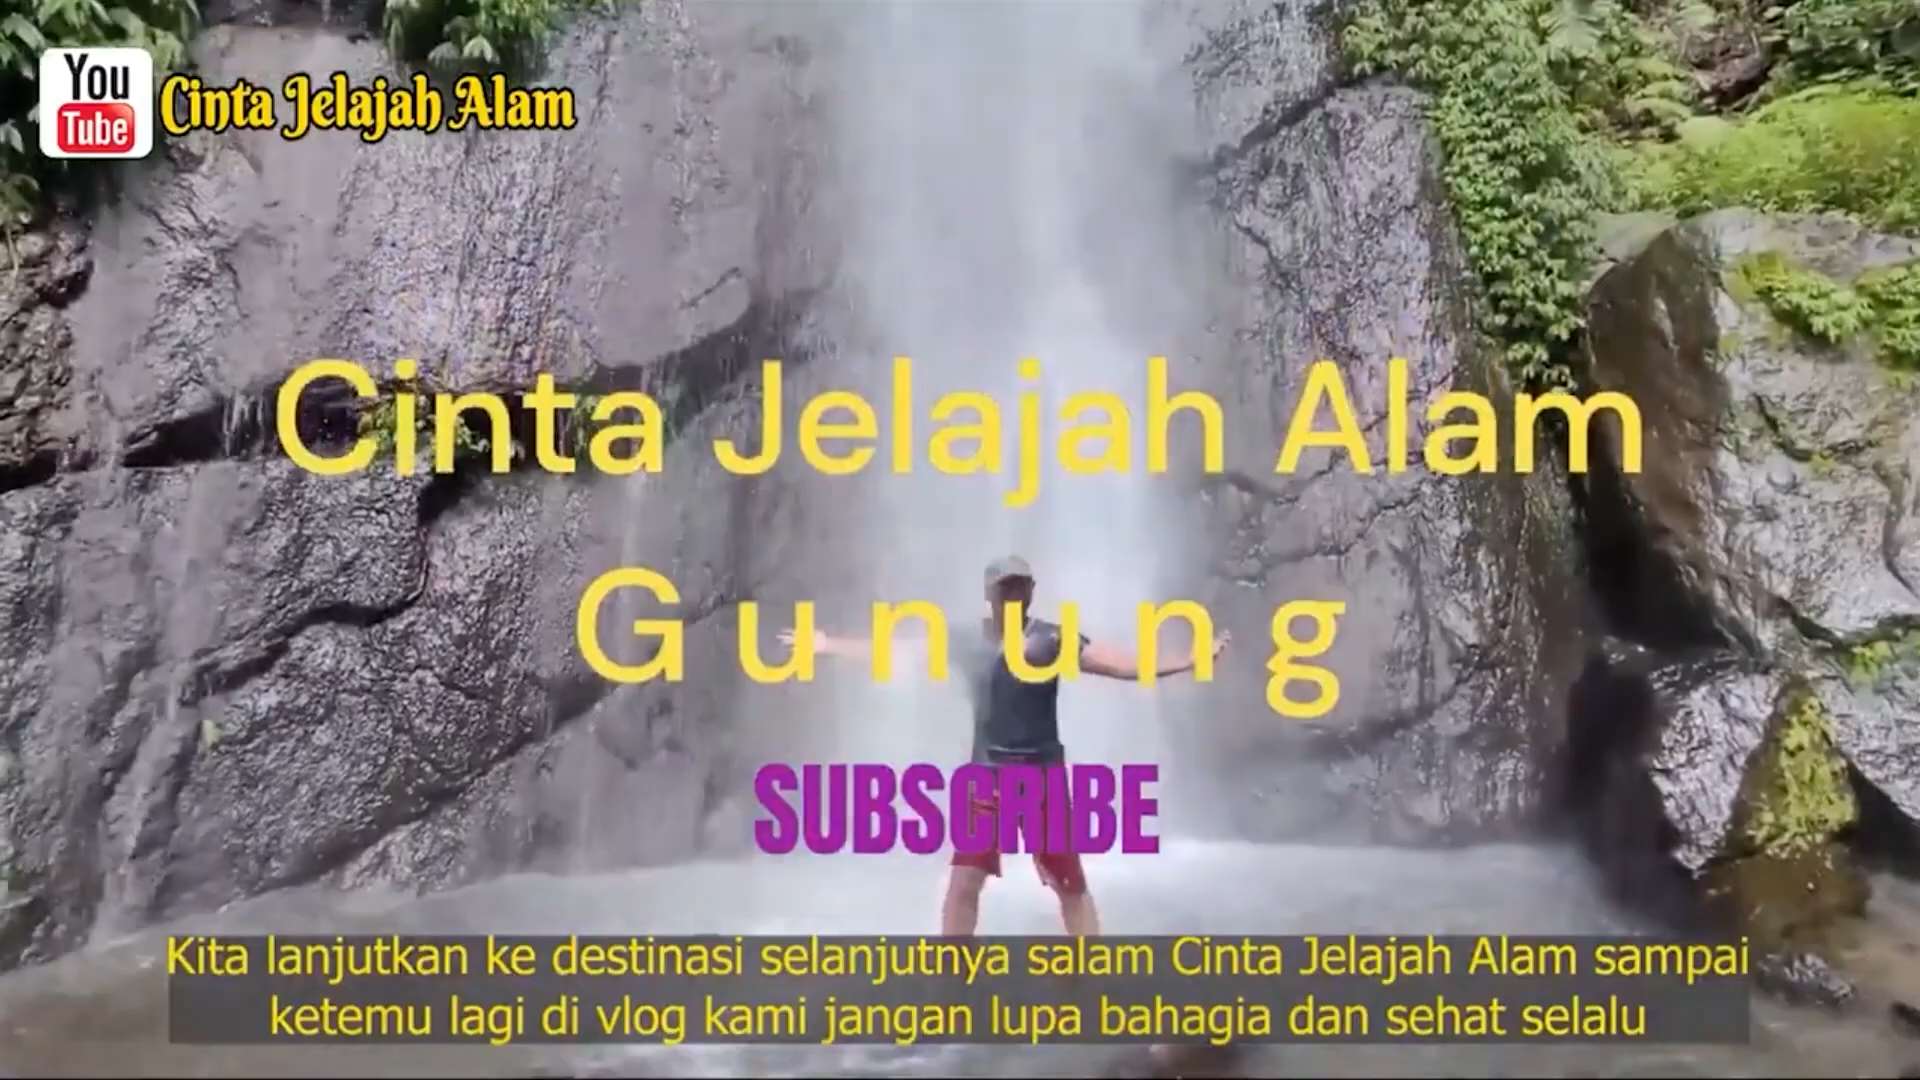 You
Tube
Cinta Jelajah Alam
Cinta Jelajah Alam
Gunung
SUBSCRIBE
Kita lanjutkan ke destinasi selanjutnya salam Cinta Jelajah Alam sampai
ketemu lagi di vlog kami jangan lupa bahagia dan sehat selalu